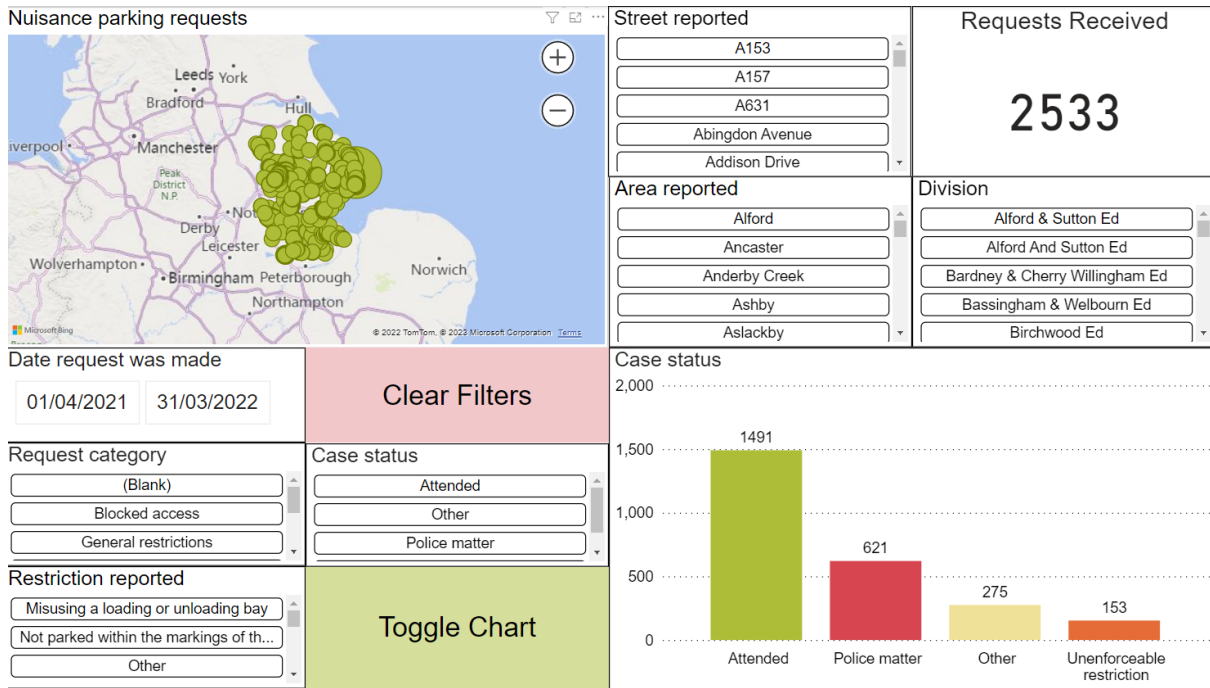 Nuisance parking requests
Leeds York
Bradford
Hull
iverpool
Manchester
Peak
District
N.P.
Not
Derby
Leicester
Wolverhampton
Birmingham Peterborough
Norwich
Northampton
Microsoft Bing
© 2022 TomTom, © 2023 Microsoft Corporation Terms
Street reported
A153
A157
A631
Abingdon Avenue
Addison Drive
Requests Received
2533
Area reported
Alford
Ancaster
Anderby Creek
Ashby
Aslackby
Division
Alford & Sutton Ed
Alford And Sutton Ed
Bardney & Cherry Willingham Ed
Bassingham & Welbourn Ed
Birchwood Ed
Date request was made
01/04/2021 31/03/2022
Clear Filters
Request category
(Blank)
Blocked access
General restrictions
Case status
Attended
Other
Police matter
Restriction reported
Misusing a loading or unloading bay
Not parked within the markings of th...
Other
Toggle Chart
Case status
2,000
1,500
1,000
500
0
1491
621
275
153
Attended
Police matter
Other
Unenforceable
restriction